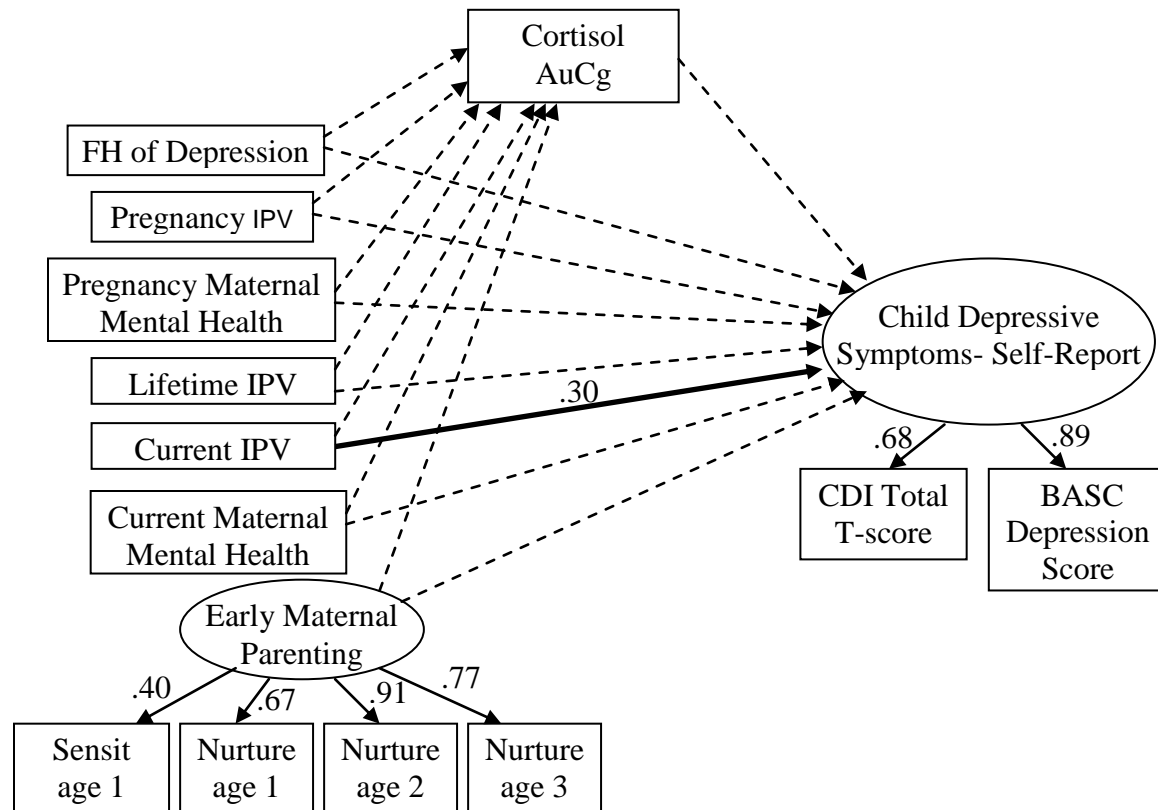 Cortisol
AuCg
FH of Depression
Pregnancy IPV
Pregnancy Maternal
Mental Health
Lifetime IPV
Current IPV
.30
Current Maternal
Mental Health
Child Depressive
Symptoms- Self-Report
.68
.89
CDI Total
T-score
BASC
Depression
Score
Early Maternal
Parenting
.40
.67
.91
.77
Sensit
age 1
Nurture
age 1
Nurture
age 2
Nurture
age 3